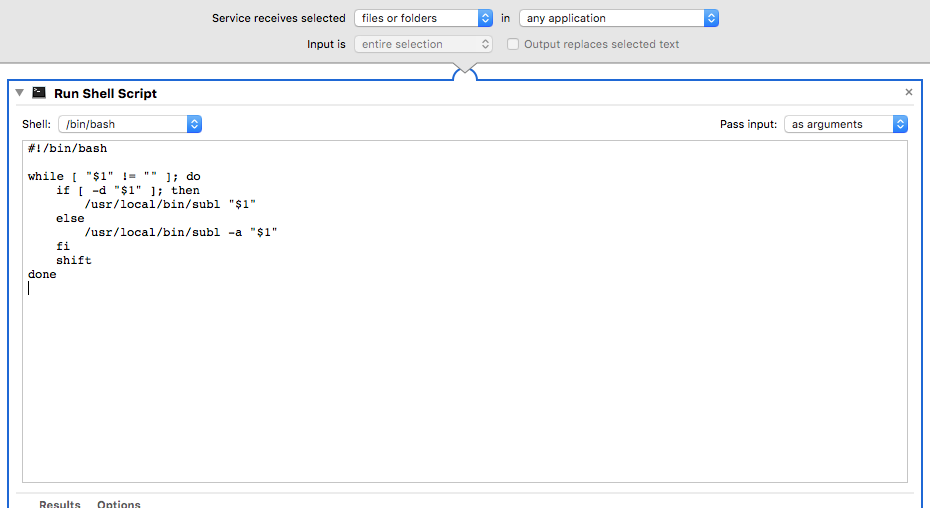 Service receives selected files or folders in any application
Input is entire selection Output replaces selected text
Run Shell Script
Shell: /bin/bash Pass input: as arguments
#!/bin/bash
while [ "$1" != "" ]; do
    if [ -d "$1" ]; then
        /usr/local/bin/subl "$1"
    else
        /usr/local/bin/subl -a "$1"
    fi
    shift
done
Results Options